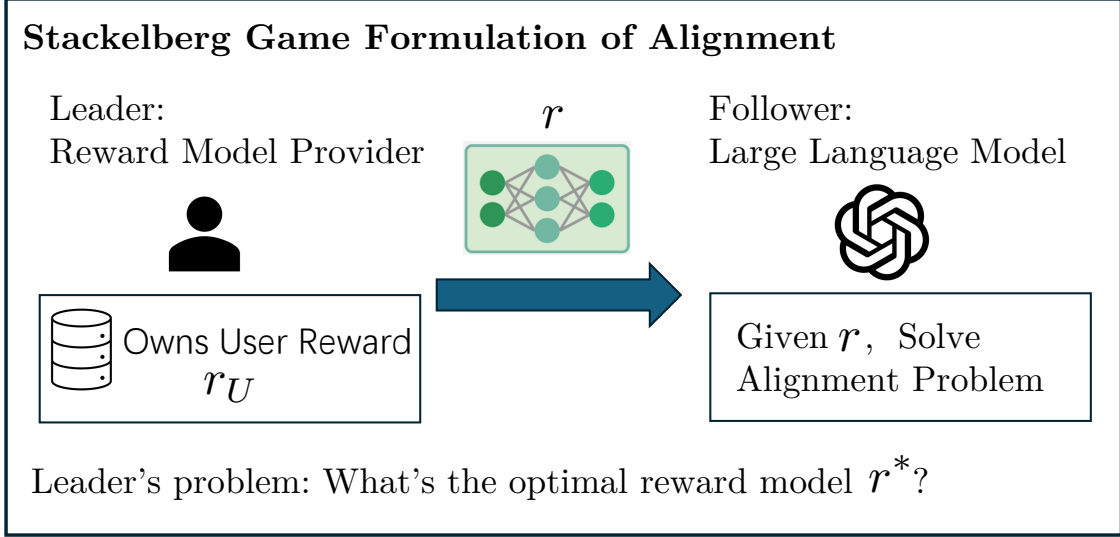 Stackelberg Game Formulation of Alignment
Leader:
Reward Model Provider
r
Follower:
Large Language Model
Owns User Reward
r_U
Given r, Solve
Alignment Problem
Leader's problem: What's the optimal reward model r*?